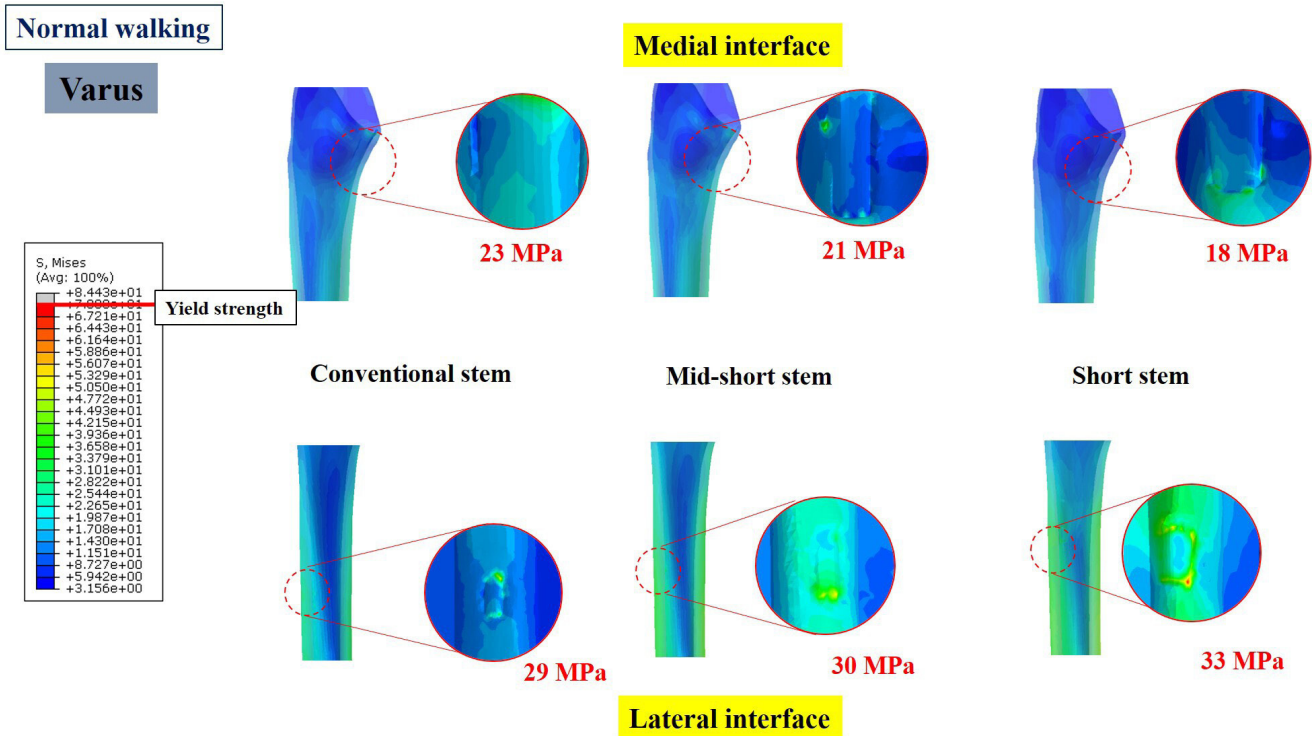 Normal walking
Medial interface
Varus
23 MPa
21 MPa
18 MPa
S, Mises
(Avg: 100%)
+8.443e+01
Yield strength
+6.721e+01
+6.443e+01
+6.164e+01
+5.886e+01
+5.607e+01
+5.329e+01
+5.050e+01
+4.772e+01
+4.493e+01
+4.215e+01
+3.936e+01
+3.658e+01
+3.379e+01
+3.101e+01
+2.822e+01
+2.544e+01
+2.265e+01
+1.987e+01
+1.708e+01
+1.430e+01
+1.151e+01
+8.727e+00
+5.942e+00
+3.156e+00
Conventional stem
Mid-short stem
Short stem
29 MPa
30 MPa
33 MPa
Lateral interface